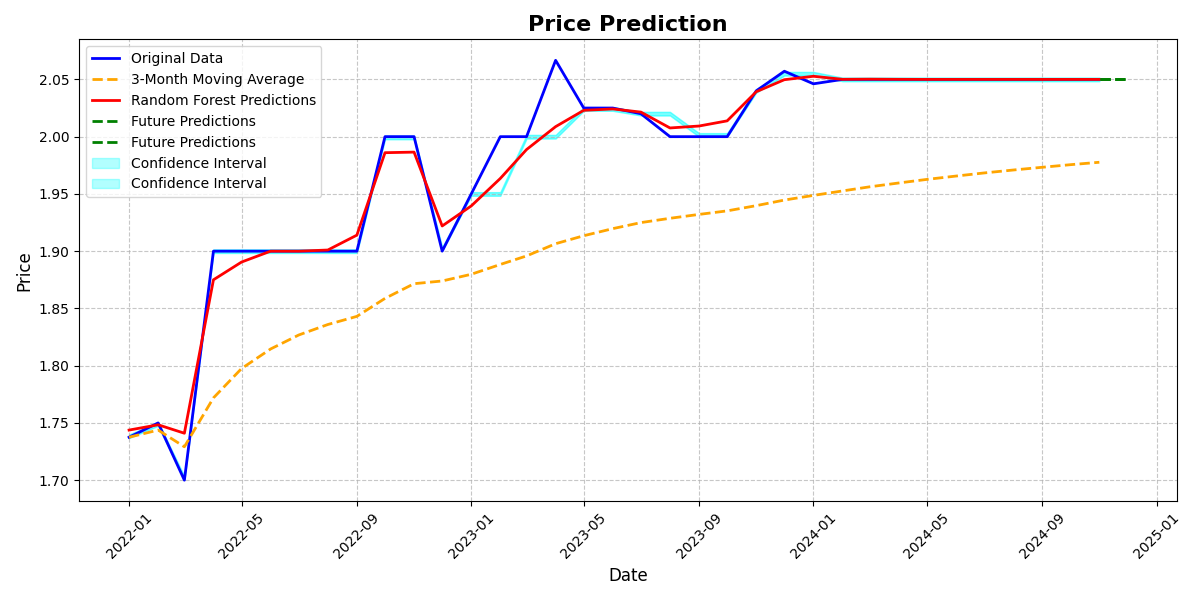 Price Prediction
Original Data
3-Month Moving Average
Random Forest Predictions
Future Predictions
Future Predictions
Confidence Interval
Confidence Interval
Price
2.05
2.00
1.95
1.90
1.85
1.80
1.75
1.70
2022-01
2022-05
2022-09
2023-01
2023-05
2023-09
2024-01
2024-05
2024-09
2025-01
Date